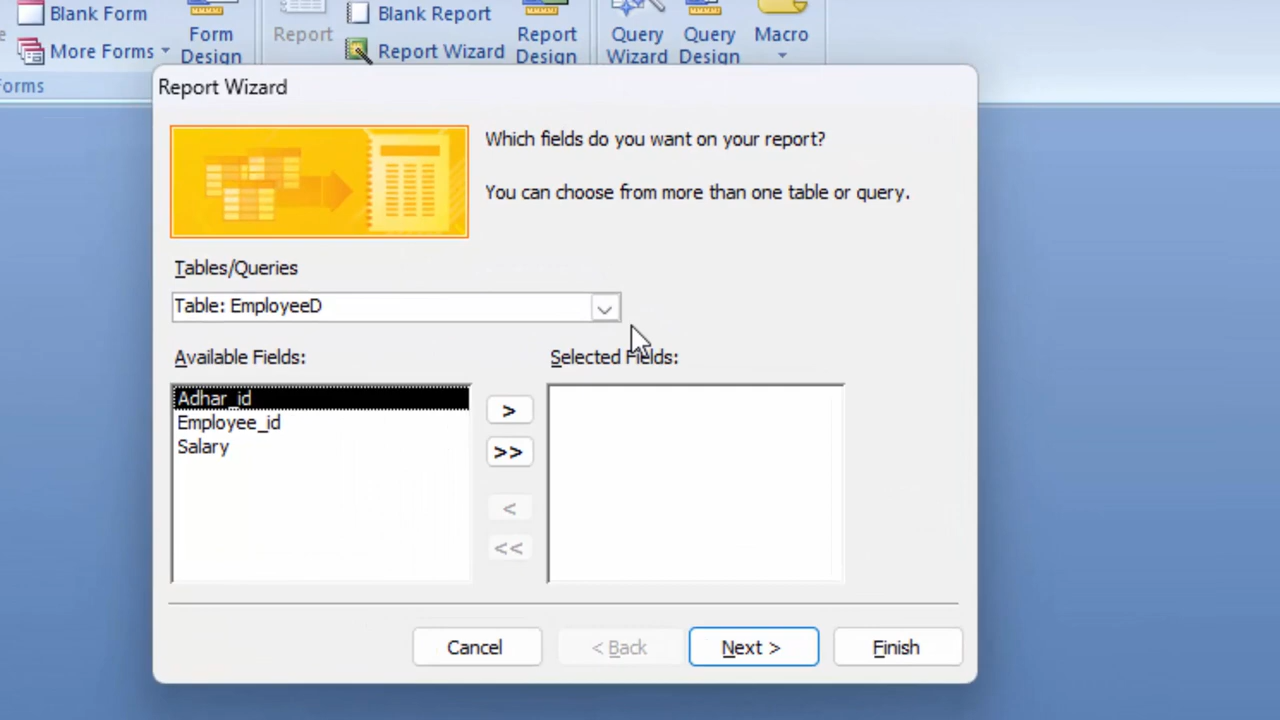 Blank Form
Blank Report
More Forms
Form
Design
Report
Report Wizard
Report
Design
Query
Wizard
Query
Design
Macro
orms
Report Wizard
Which fields do you want on your report?
You can choose from more than one table or query.
Tables/Queries
Table: EmployeeD
Available Fields:
Selected Fields:
Adhar_id
Employee_id
Salary
>
>>
<
<<
Cancel
< Back
Next >
Finish